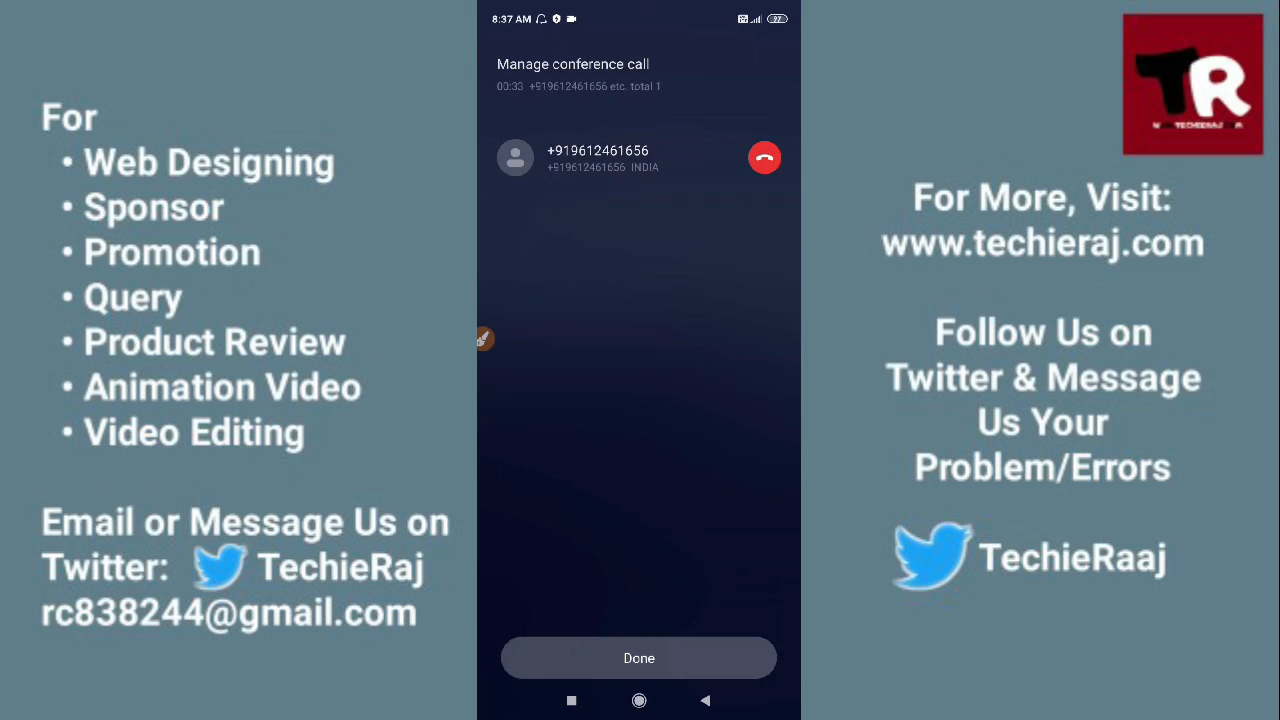 For
• Web Designing
• Sponsor
• Promotion
• Query
• Product Review
• Animation Video
• Video Editing
Email or Message Us on
Twitter: TechieRaj
rc838244@gmail.com
8:37 AM
97
Manage conference call
00:33 +919612461656 etc. total 1
+919612461656
+919612461656 INDIA
Done
TR
For More, Visit:
www.techieraj.com
Follow Us on
Twitter & Message
Us Your
Problem/Errors
TechieRaaj